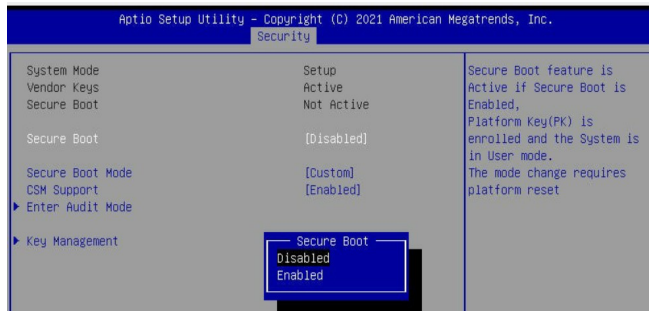 Aptio Setup Utility – Copyright (C) 2021 American Megatrends, Inc.
Security
System Mode Setup
Vendor Keys Active
Secure Boot Not Active
Secure Boot [Disabled]
Secure Boot Mode [Custom]
CSM Support [Enabled]
Enter Audit Mode
Key Management
Secure Boot
Disabled
Enabled
Secure Boot feature is
Active if Secure Boot is
Enabled,
Platform Key(PK) is
enrolled and the System is
in User mode.
The mode change requires
platform reset